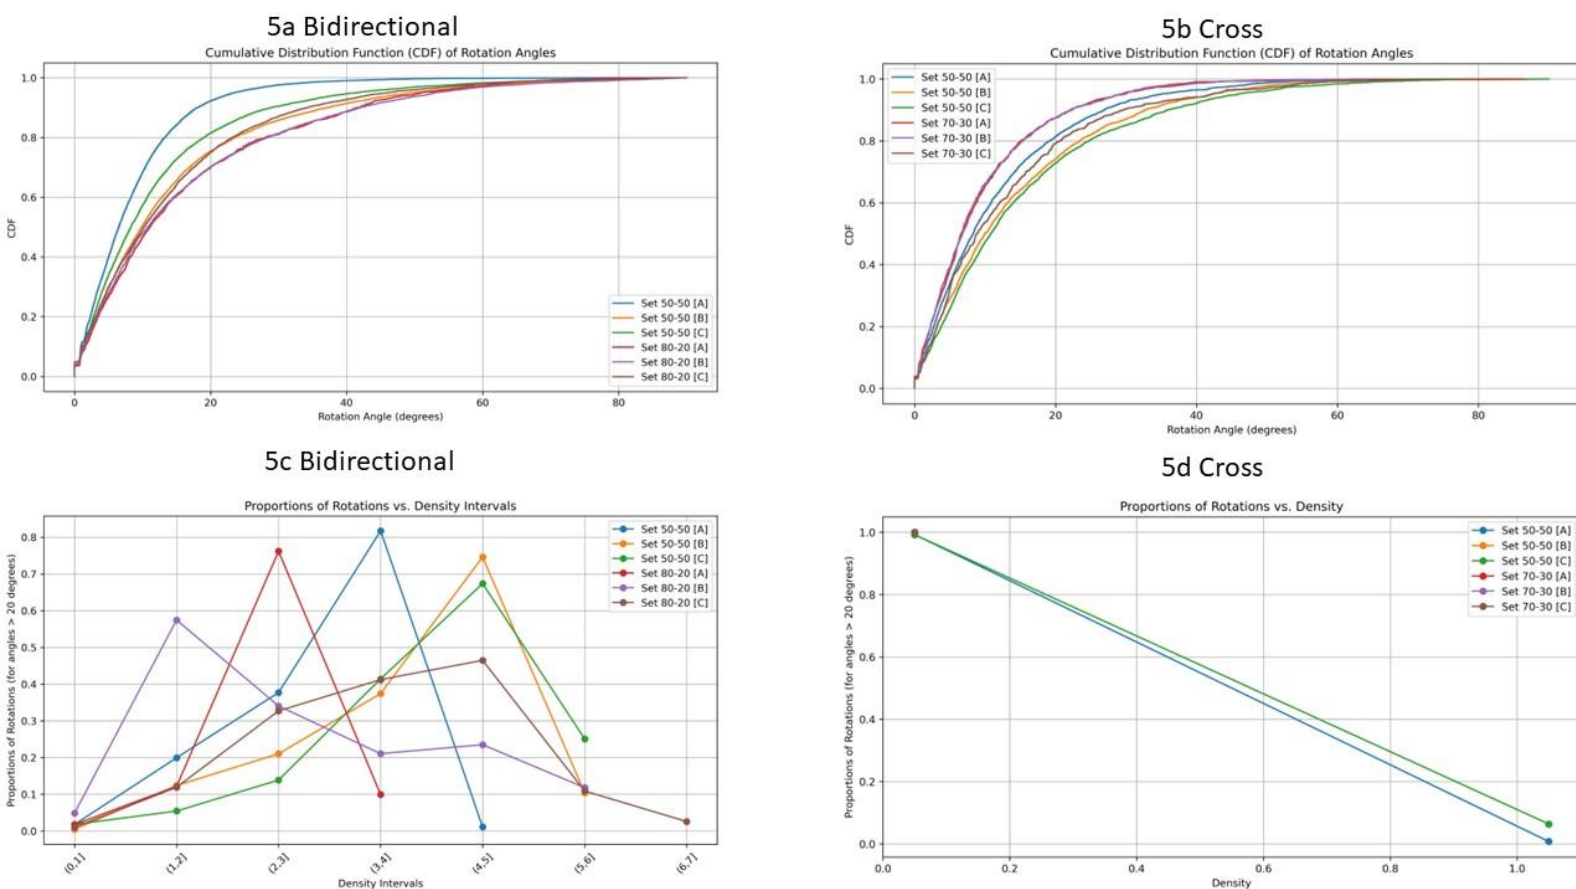 5a Bidirectional
Cumulative Distribution Function (CDF) of Rotation Angles
CDF
1.0
0.8
0.6
0.4
0.2
0.0
0 20 40 60 80
Rotation Angle (degrees)
Set 50-50 [A]
Set 50-50 [B]
Set 50-50 [C]
Set 80-20 [A]
Set 80-20 [B]
Set 80-20 [C]
5b Cross
Cumulative Distribution Function (CDF) of Rotation Angles
CDF
1.0
0.8
0.6
0.4
0.2
0.0
0 20 40 60 80
Rotation Angle (degrees)
Set 50-50 [A]
Set 50-50 [B]
Set 50-50 [C]
Set 70-30 [A]
Set 70-30 [B]
Set 70-30 [C]
5c Bidirectional
Proportions of Rotations vs. Density Intervals
Proportions of Rotations (for angles > 20 degrees)
0.8
0.7
0.6
0.5
0.4
0.3
0.2
0.1
0.0
(0,1] (1,2] (2,3] (3,4] (4,5] (5,6] (6,7]
Density Intervals
Set 50-50 [A]
Set 50-50 [B]
Set 50-50 [C]
Set 80-20 [A]
Set 80-20 [B]
Set 80-20 [C]
5d Cross
Proportions of Rotations vs. Density
Proportions of Rotations (for angles > 20 degrees)
1.0
0.8
0.6
0.4
0.2
0.0
0.0 0.2 0.4 0.6 0.8 1.0
Density
Set 50-50 [A]
Set 50-50 [B]
Set 50-50 [C]
Set 70-30 [A]
Set 70-30 [B]
Set 70-30 [C]